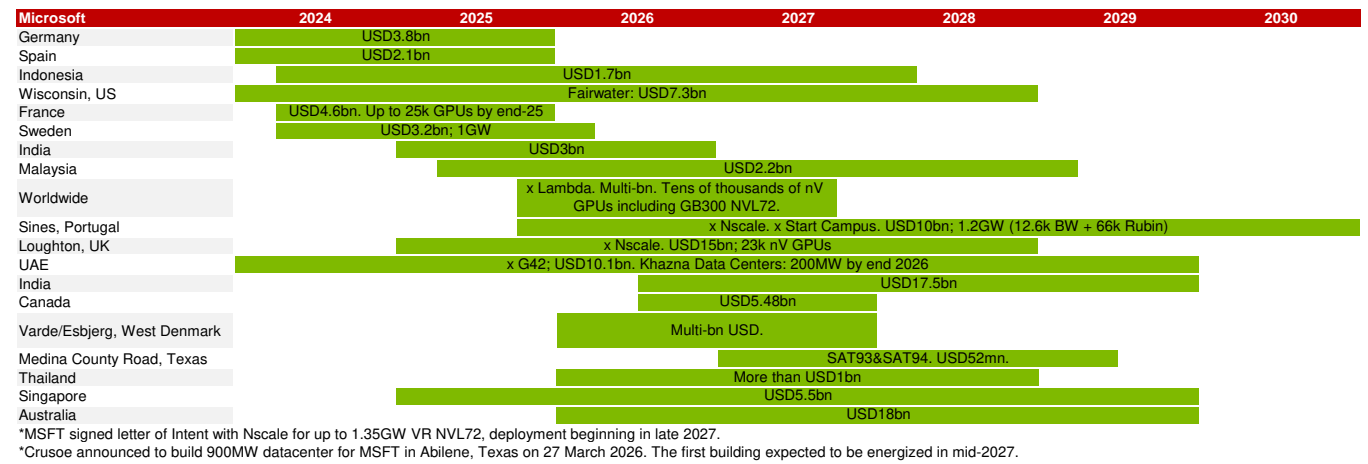 Microsoft 2024 2025 2026 2027 2028 2029 2030
Germany USD3.8bn
Spain USD2.1bn
Indonesia USD1.7bn
Wisconsin, US Fairwater: USD7.3bn
France USD4.6bn. Up to 25k GPUs by end-25
Sweden USD3.2bn; 1GW
India USD3bn
Malaysia USD2.2bn
Worldwide x Lambda. Multi-bn. Tens of thousands of nV
GPUs including GB300 NVL72.
Sines, Portugal x Nscale. x Start Campus. USD10bn; 1.2GW (12.6k BW + 66k Rubin)
Loughton, UK x Nscale. USD15bn; 23k nV GPUs
UAE x G42; USD10.1bn. Khazna Data Centers: 200MW by end 2026
India USD17.5bn
Canada USD5.48bn
Varde/Esbjerg, West Denmark Multi-bn USD.
Medina County Road, Texas SAT93&SAT94. USD52mn.
Thailand More than USD1bn
Singapore USD5.5bn
Australia USD18bn
*MSFT signed letter of Intent with Nscale for up to 1.35GW VR NVL72, deployment beginning in late 2027.
*Crusoe announced to build 900MW datacenter for MSFT in Abilene, Texas on 27 March 2026. The first building expected to be energized in mid-2027.